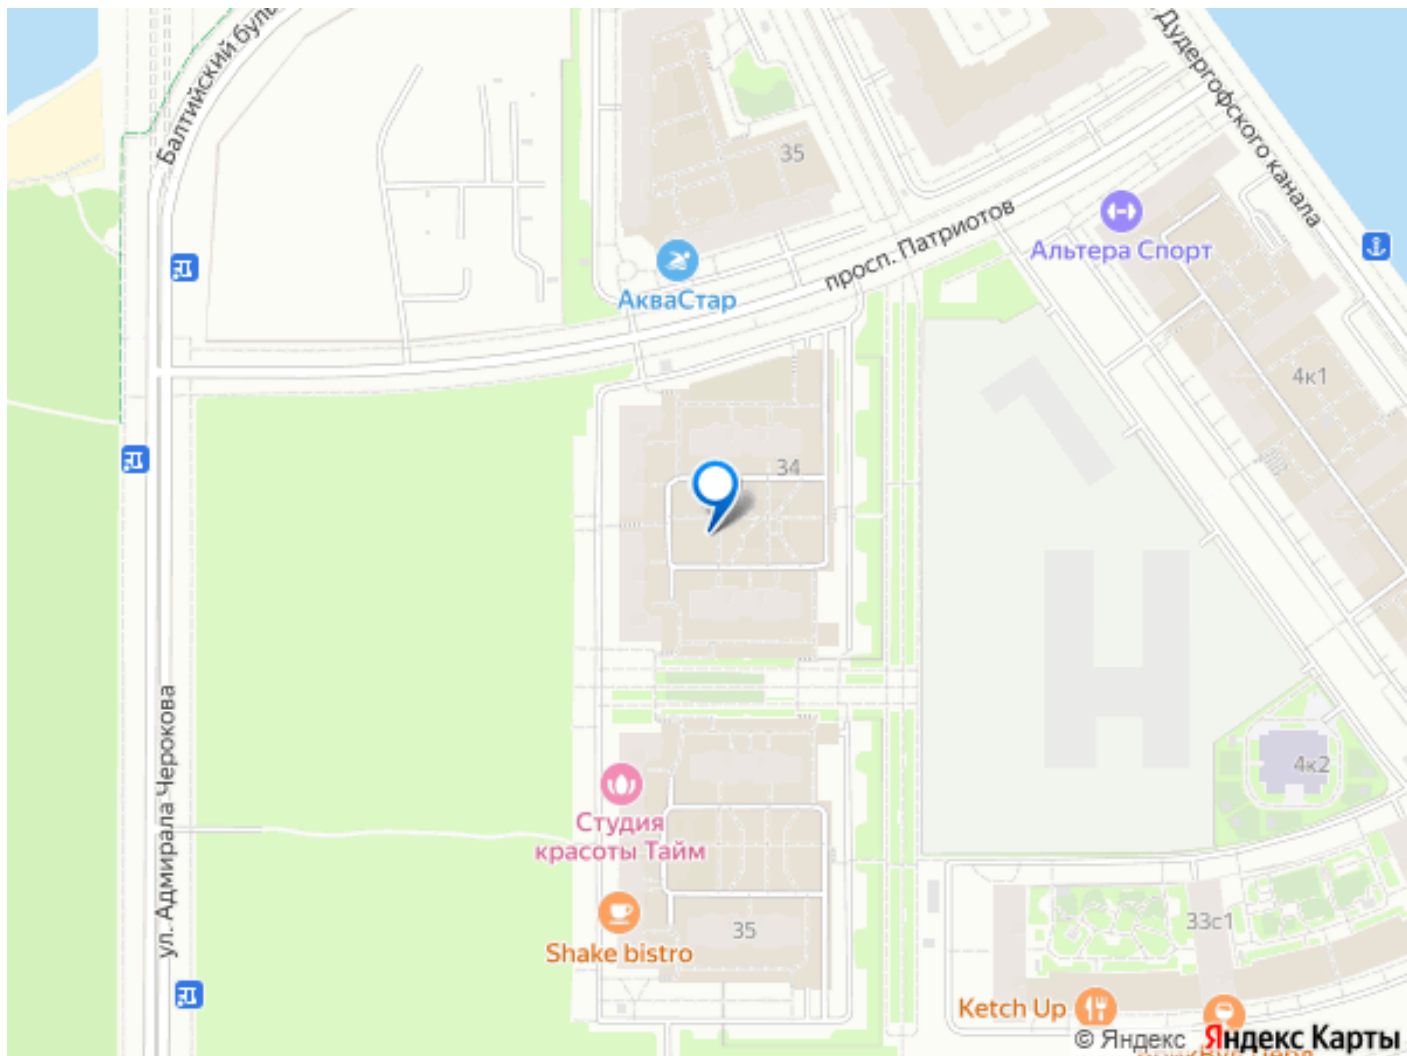 Балтийский буль
Дудергофского канала
35
Альтера Спорт
просп. Патриотов
АкваСтар
4к1
34
ул. Адмирала Черокова
4к2
Студия
красоты Тайм
33с1
35
Shake bistro
Ketch Up
© Яндекс Яндекс Карты